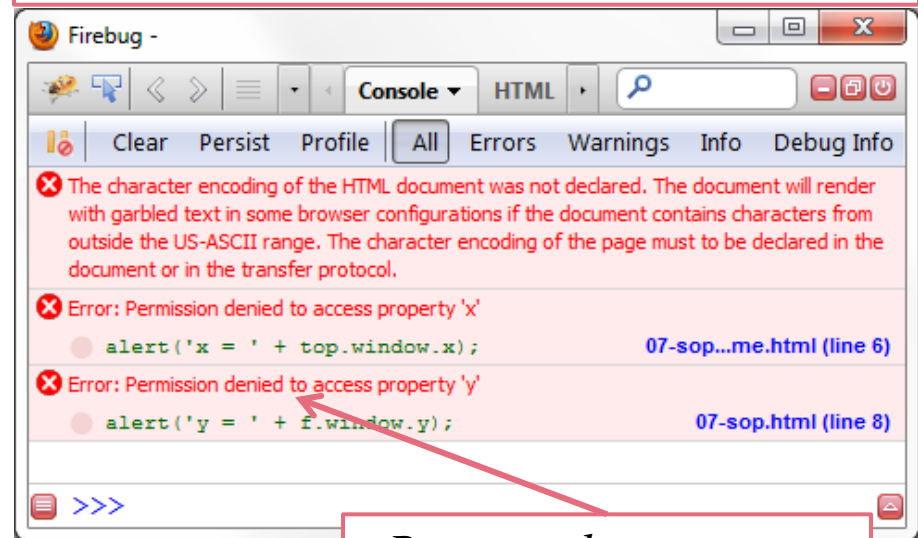 Firebug -
Console HTML
Clear Persist Profile All Errors Warnings Info Debug Info
The character encoding of the HTML document was not declared. The document will render
with garbled text in some browser configurations if the document contains characters from
outside the US-ASCII range. The character encoding of the page must to be declared in the
document or in the transfer protocol.
Error: Permission denied to access property 'x'
alert('x = ' + top.window.x); 07-sop...me.html (line 6)
Error: Permission denied to access property 'y'
alert('y = ' + f.window.y); 07-sop.html (line 8)
>>>